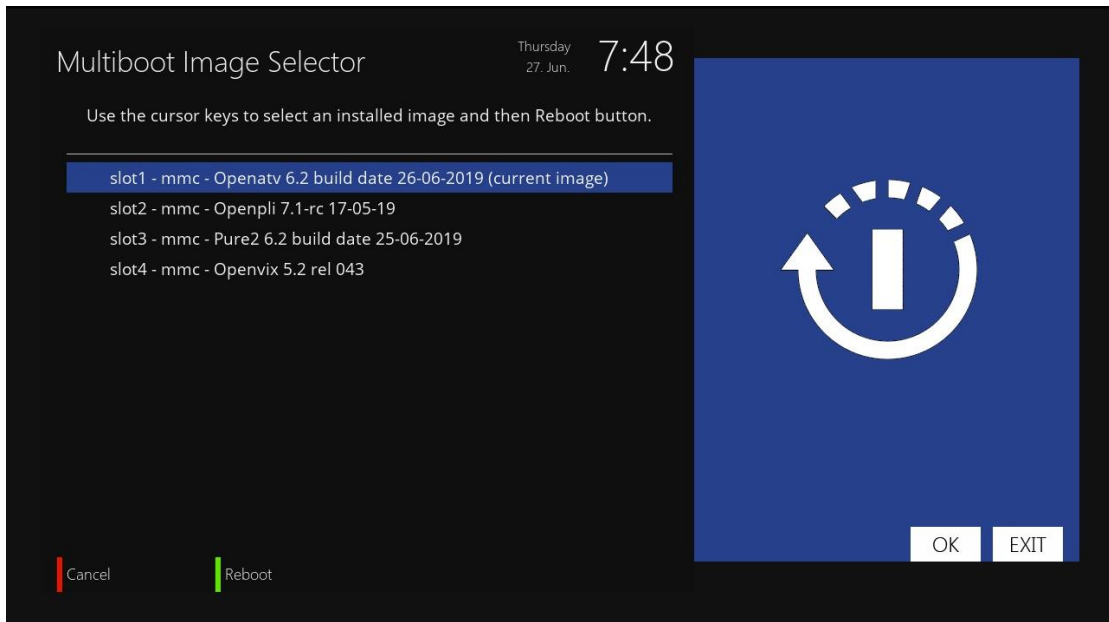 Multiboot Image Selector
Thursday
27. Jun.
7:48
Use the cursor keys to select an installed image and then Reboot button.
slot1 - mmc - Openatv 6.2 build date 26-06-2019 (current image)
slot2 - mmc - Openpli 7.1-rc 17-05-19
slot3 - mmc - Pure2 6.2 build date 25-06-2019
slot4 - mmc - Openvix 5.2 rel 043
OK
EXIT
Cancel
Reboot